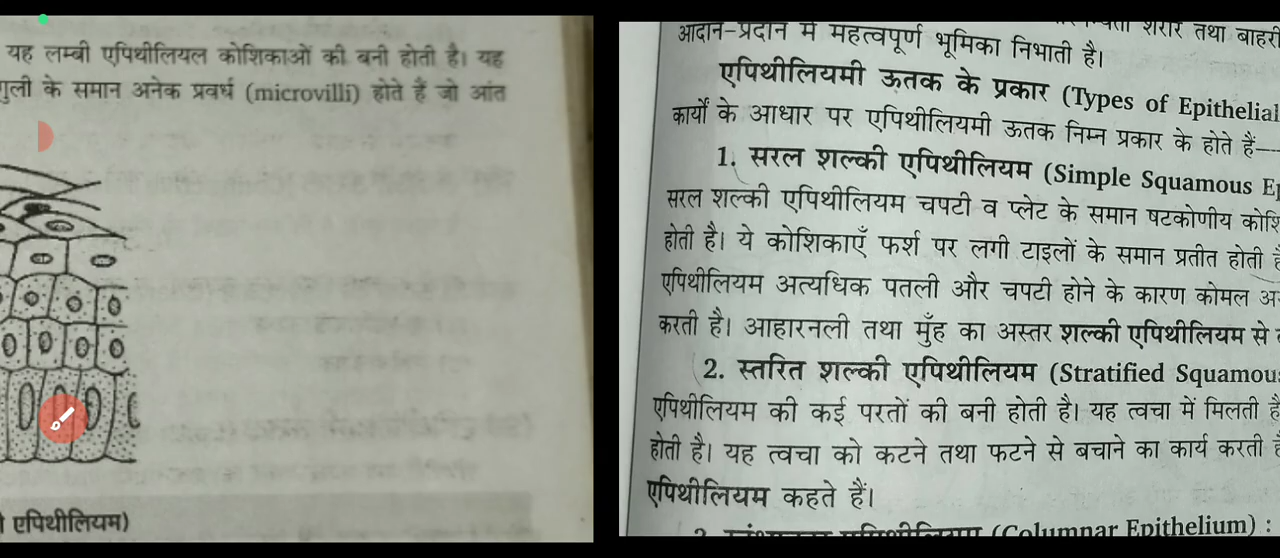 यह लम्बी एपिथीलियल कोशिकाओं की बनी होती है। यह
के समान अनेक प्रवर्ध (microvilli) होते हैं जो आंत
एपिथीलियम)
शरीर तथा बाहरी
आदान-प्रदान में महत्वपूर्ण भूमिका निभाती है।
एपिथीलियमी ऊतक के प्रकार (Types of Epithelial
कार्यों के आधार पर एपिथीलियमी ऊतक निम्न प्रकार के होते हैं—
1. सरल शल्की एपिथीलियम (Simple Squamous
सरल शल्की एपिथीलियम चपटी व प्लेट के समान षटकोणीय
होती है। ये कोशिकाएँ फर्श पर लगी टाइलों के समान प्रतीत होती
एपिथीलियम अत्यधिक पतली और चपटी होने के कारण कोमल
करती है। आहारनली तथा मुँह का अस्तर शल्की एपिथीलियम से
2. स्तरित शल्की एपिथीलियम (Stratified
एपिथीलियम की कई परतों की बनी होती है। यह त्वचा में मिलती
होती है। यह त्वचा को कटने तथा फटने से बचाने का कार्य करती
एपिथीलियम कहते हैं।
(Columnar Epithelium) :